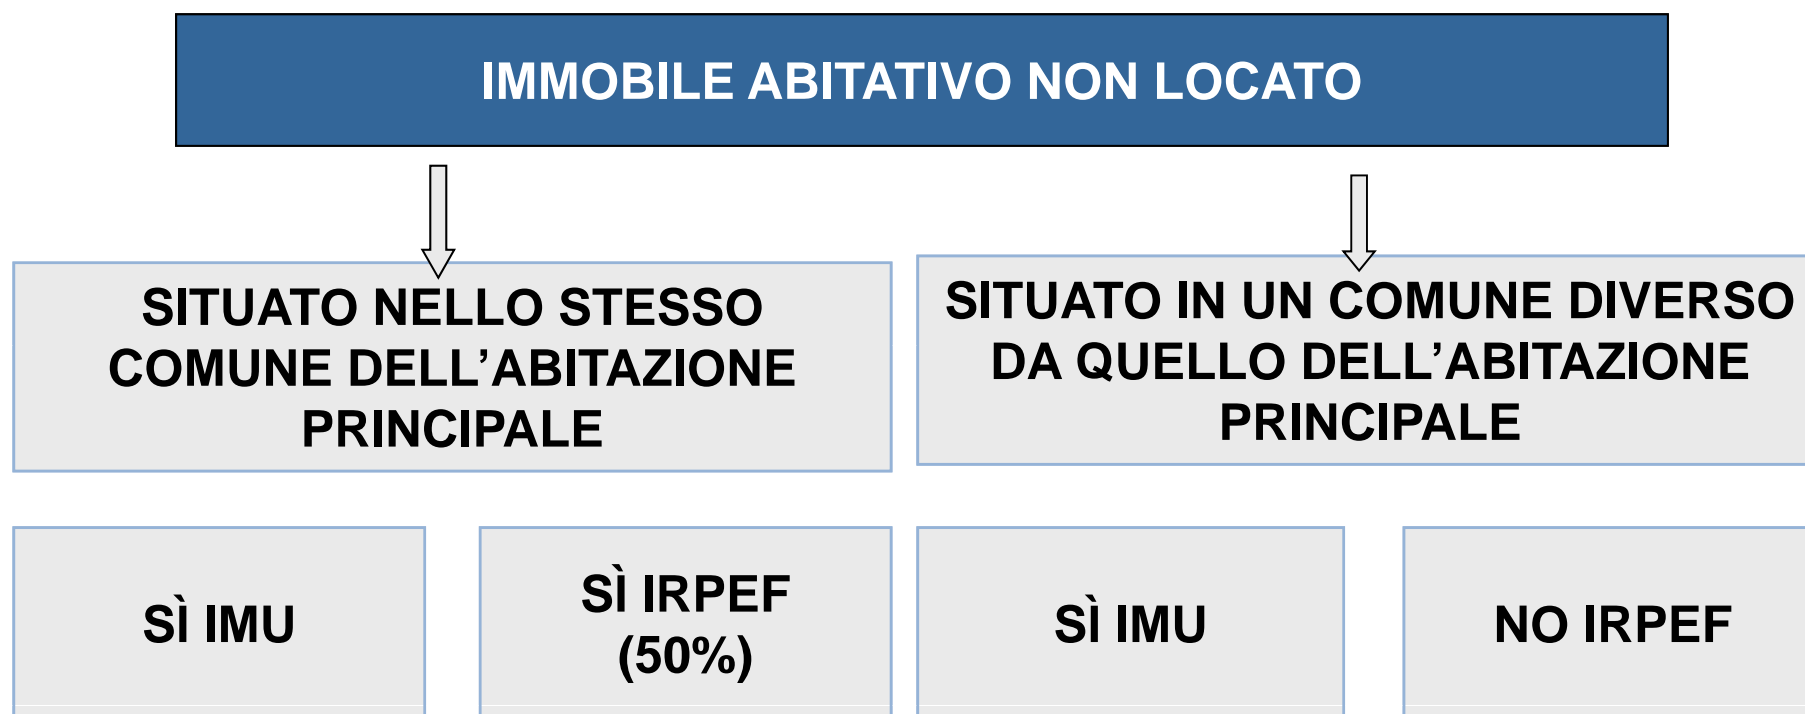 IMMOBILE ABITATIVO NON LOCATO
SITUATO NELLO STESSO
COMUNE DELL’ABITAZIONE
PRINCIPALE
SITUATO IN UN COMUNE DIVERSO
DA QUELLO DELL’ABITAZIONE
PRINCIPALE
SÌ IMU
SÌ IRPEF
(50%)
SÌ IMU
NO IRPEF